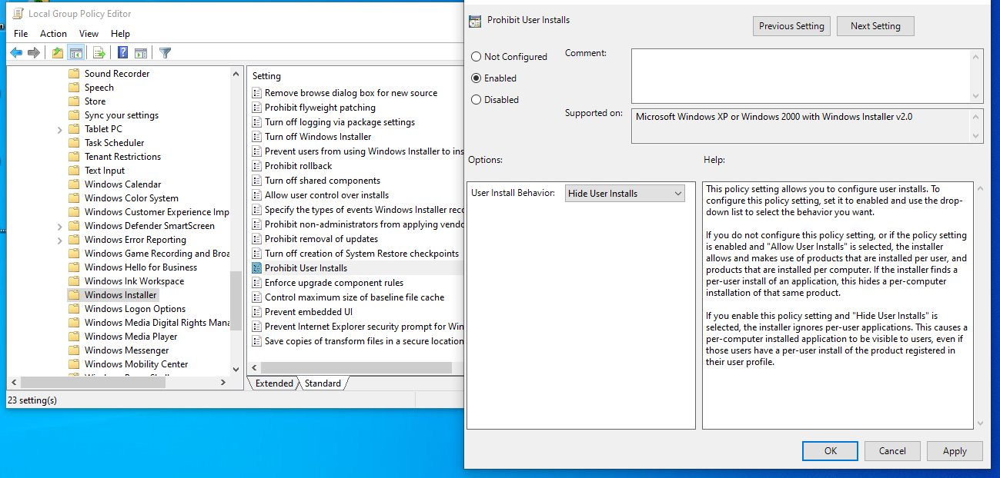 Local Group Policy Editor
File Action View Help
Sound Recorder
Speech
Store
Sync your settings
Tablet PC
Task Scheduler
Tenant Restrictions
Text Input
Windows Calendar
Windows Color System
Windows Customer Experience Imp
Windows Defender SmartScreen
Windows Error Reporting
Windows Game Recording and Broa
Windows Hello for Business
Windows Ink Workspace
Windows Installer
Windows Logon Options
Windows Media Digital Rights Mana
Windows Media Player
Windows Messenger
Windows Mobility Center
23 setting(s)
Setting
Remove browse dialog box for new source
Prohibit flyweight patching
Turn off logging via package settings
Turn off Windows Installer
Prevent users from using Windows Installer to ins
Prohibit rollback
Turn off shared components
Allow user control over installs
Specify the types of events Windows Installer reco
Prohibit non-administrators from applying vendo
Prohibit removal of updates
Turn off creation of System Restore checkpoints
Prohibit User Installs
Enforce upgrade component rules
Control maximum size of baseline file cache
Prevent embedded UI
Prevent Internet Explorer security prompt for Win
Save copies of transform files in a secure location
Extended Standard
Prohibit User Installs
Previous Setting Next Setting
Not Configured
Enabled
Disabled
Comment:
Supported on:
Microsoft Windows XP or Windows 2000 with Windows Installer v2.0
Options:
User Install Behavior: Hide User Installs
Help:
This policy setting allows you to configure user installs. To
configure this policy setting, set it to enabled and use the drop-
down list to select the behavior you want.
If you do not configure this policy setting, or if the policy setting
is enabled and "Allow User Installs" is selected, the installer
allows and makes use of products that are installed per user, and
products that are installed per computer. If the installer finds a
per-user install of an application, this hides a per-computer
installation of that same product.
If you enable this policy setting and "Hide User Installs" is
selected, the installer ignores per-user applications. This causes a
per-computer installed application to be visible to users, even if
those users have a per-user install of the product registered in
their user profile.
OK Cancel Apply